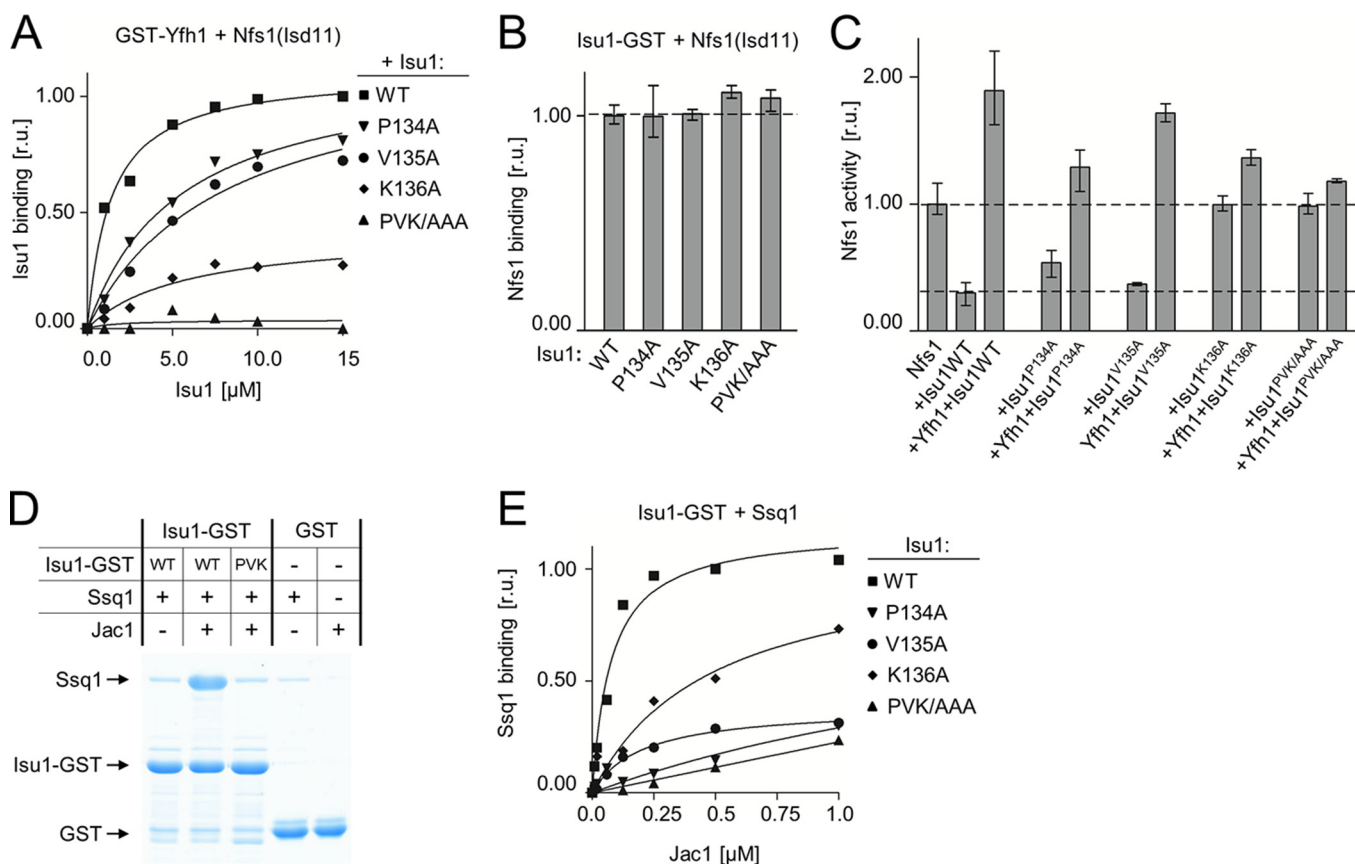 A
GST-Yfh1 + Nfs1(Isd11)
+ Isu1:
WT
P134A
V135A
K136A
PVK/AAA
Isu1 binding [r.u.]
1.00
0.50
0.00
0.0 5.0 10.0 15
Isu1 [µM]
B
Isu1-GST + Nfs1(Isd11)
Nfs1 binding [r.u.]
1.00
0.00
Isu1:
WT
P134A
V135A
K136A
PVK/AAA
C
Nfs1 activity [r.u.]
2.00
1.00
0.00
Nfs1
+Isu1WT
+Yfh1+Isu1WT
+Isu1P134A
+Yfh1+Isu1P134A
+Isu1V135A
Yfh1+Isu1V135A
+Isu1K136A
+Yfh1+Isu1K136A
+Isu1PVK/AAA
+Yfh1+Isu1PVK/AAA
D
Isu1-GST GST
Isu1-GST WT WT PVK - -
Ssq1 + + + + -
Jac1 - + + - +
Ssq1
Isu1-GST
GST
E
Isu1-GST + Ssq1
Isu1:
WT
P134A
V135A
K136A
PVK/AAA
Ssq1 binding [r.u.]
1.00
0.50
0.00
0.0 0.25 0.5 0.75 1.0
Jac1 [µM]